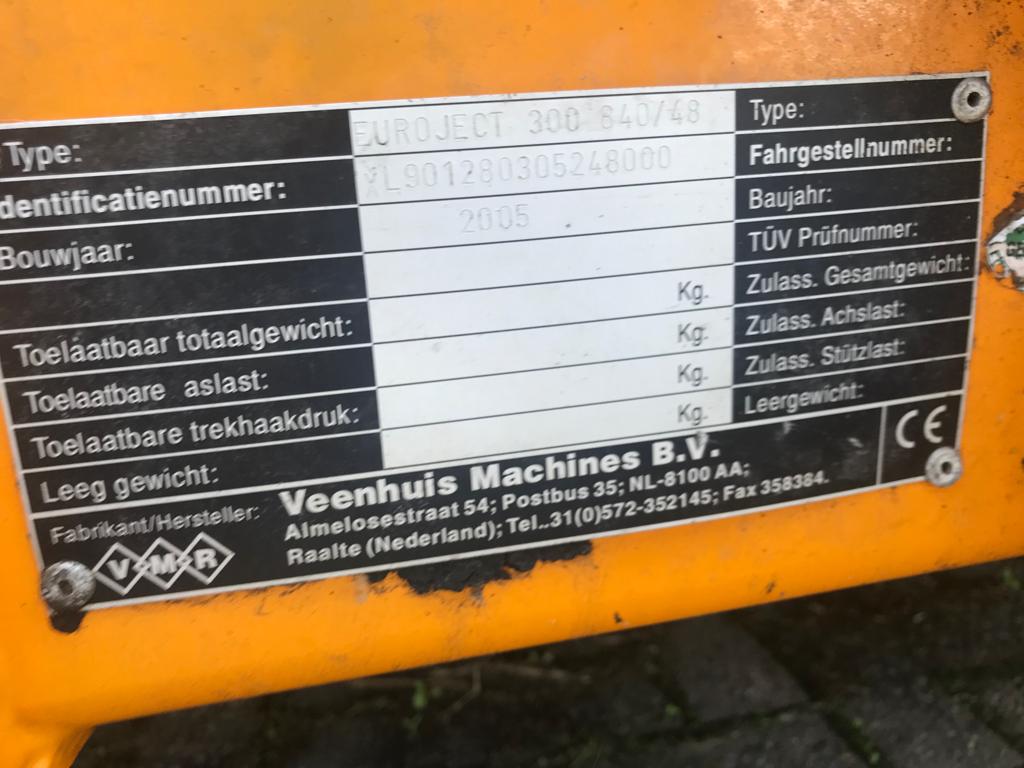 Type: EUROJECT 300 840/48 Type:
dentificatienummer: XL901280305248000 Fahrgestellnummer:
Bouwjaar: 2005 Baujahr:
TÜV Prüfnummer:
Toelaatbaar totaalgewicht: Kg. Zulass. Gesamtgewicht:
Toelaatbare aslast: Kg. Zulass. Achslast:
Toelaatbare trekhaakdruk: Kg. Zulass. Stützlast:
Leeg gewicht: Kg. Leergewicht:
Fabrikant/Hersteller: Veenhuis Machines B.V. CE
Almelosestraat 54; Postbus 35; NL-8100 AA;
Raalte (Nederland); Tel..31(0)572-352145; Fax 358384.
VMR